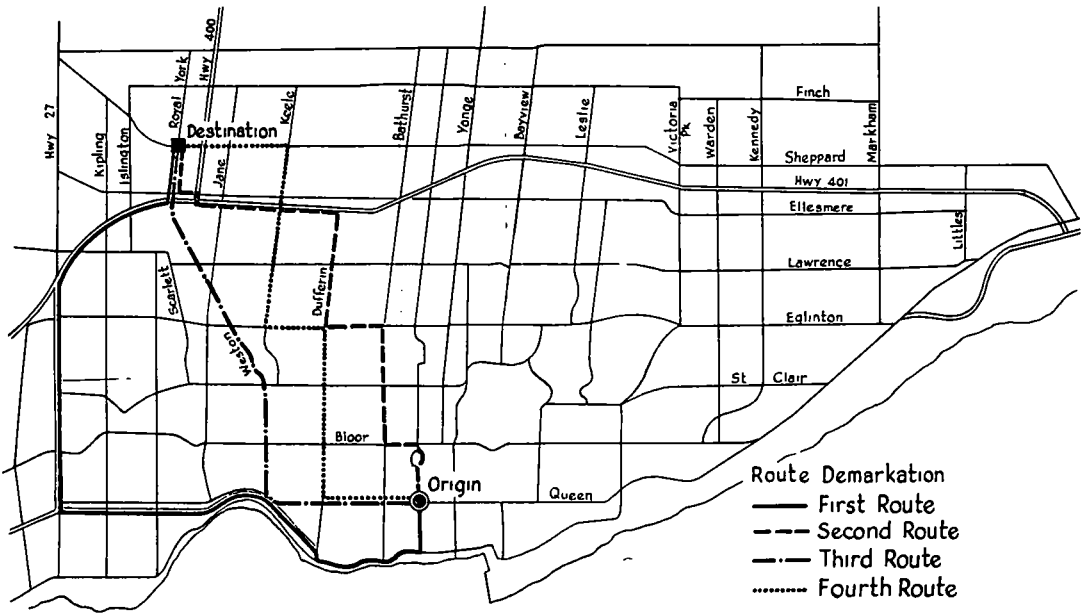 Hwy 27
Kipling
Islington
Royal York
Hwy 400
Jane
Keele
Bathurst
Yonge
Bayview
Leslie
Victoria Pk
Warden
Kennedy
Markham
Finch
Destination
Sheppard
Hwy 401
Ellesmere
Littles
Lawrence
Scarlett
Dufferin
Eglinton
Weston
St Clair
Bloor
Origin
Queen
Route Demarkation
First Route
Second Route
Third Route
Fourth Route